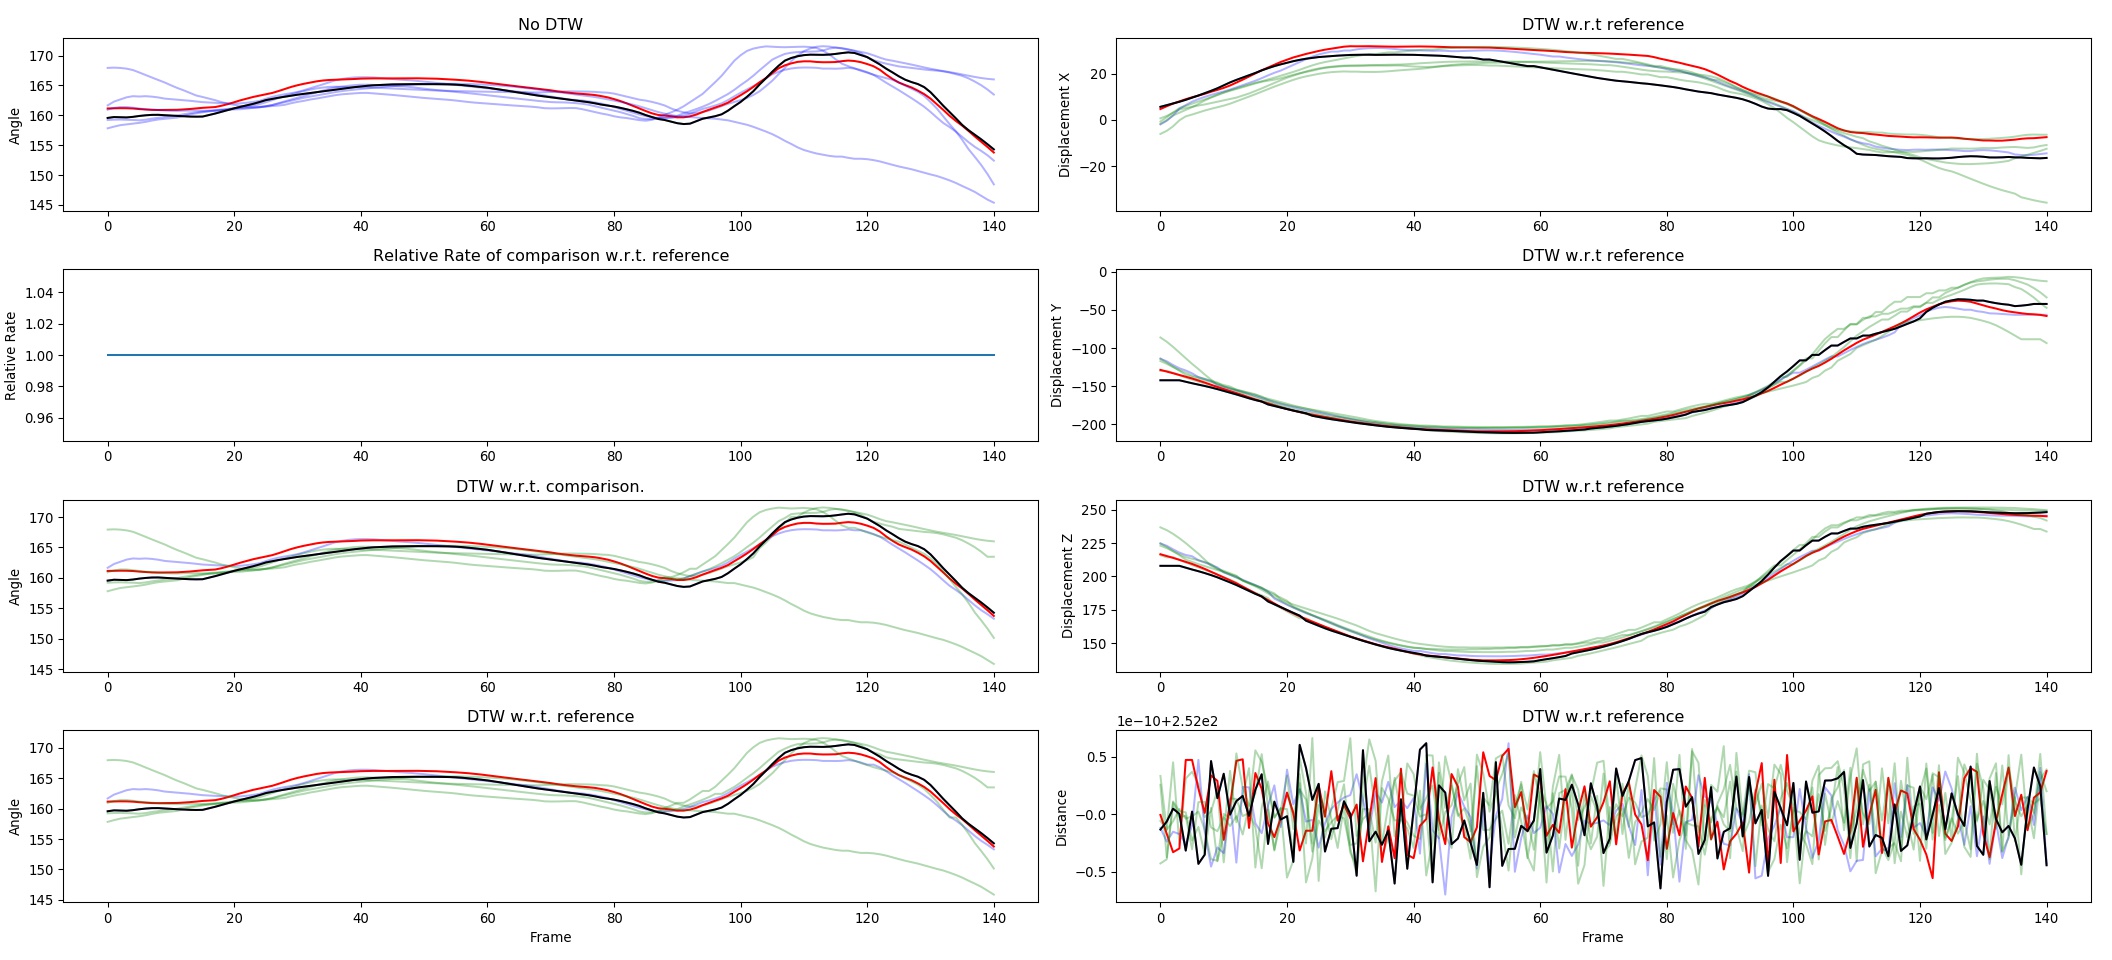 No DTW
Angle
170
165
160
155
150
145
0 20 40 60 80 100 120 140
DTW w.r.t reference
Displacement X
20
0
−20
0 20 40 60 80 100 120 140
Relative Rate of comparison w.r.t. reference
Relative Rate
1.04
1.02
1.00
0.98
0.96
0 20 40 60 80 100 120 140
DTW w.r.t reference
Displacement Y
0
−50
−100
−150
−200
0 20 40 60 80 100 120 140
DTW w.r.t. comparison.
Angle
170
165
160
155
150
145
0 20 40 60 80 100 120 140
DTW w.r.t reference
Displacement Z
250
225
200
175
150
0 20 40 60 80 100 120 140
DTW w.r.t. reference
Angle
170
165
160
155
150
145
0 20 40 60 80 100 120 140
Frame
1e−10+2.52e2
DTW w.r.t reference
Distance
0.5
−0.0
−0.5
0 20 40 60 80 100 120 140
Frame